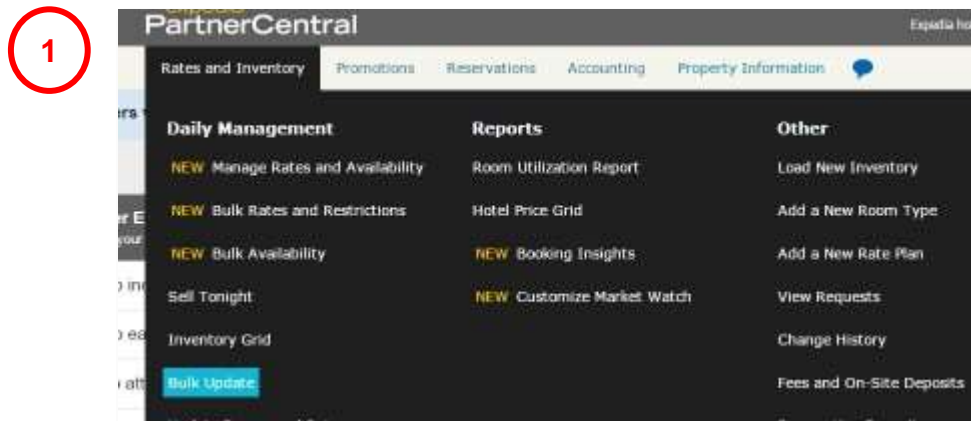 1
PartnerCentral
Rates and Inventory Promotions Reservations Accounting Property Information
Daily Management
NEW Manage Rates and Availability
NEW Bulk Rates and Restrictions
NEW Bulk Availability
Sell Tonight
Inventory Grid
Bulk Update
Reports
Room Utilization Report
Hotel Price Grid
NEW Booking Insights
NEW Customize Market Watch
Other
Load New Inventory
Add a New Room Type
Add a New Rate Plan
View Requests
Change History
Fees and On-Site Deposits